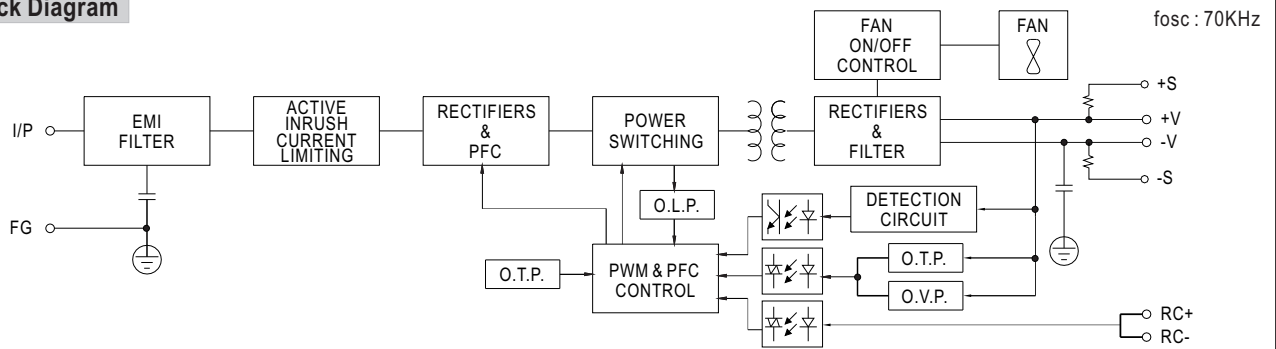 ck Diagram
fosc : 70KHz
FAN
ON/OFF
CONTROL
FAN
I/P
EMI
FILTER
ACTIVE
INRUSH
CURRENT
LIMITING
RECTIFIERS
&
PFC
POWER
SWITCHING
RECTIFIERS
&
FILTER
+S
+V
-V
-S
FG
O.L.P.
DETECTION
CIRCUIT
O.T.P.
PWM & PFC
CONTROL
O.T.P.
O.V.P.
RC+
RC-